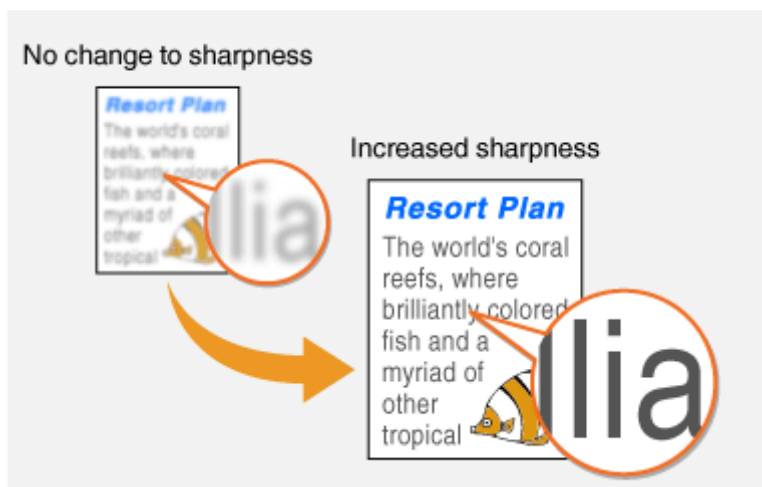 No change to sharpness
Resort Plan
The world's coral
reefs, where
brilliantly colored
fish and a
myriad of
other
tropical
llia
Increased sharpness
Resort Plan
The world's coral
reefs, where
brilliantly colored
fish and a
myriad of
other
tropical
llia